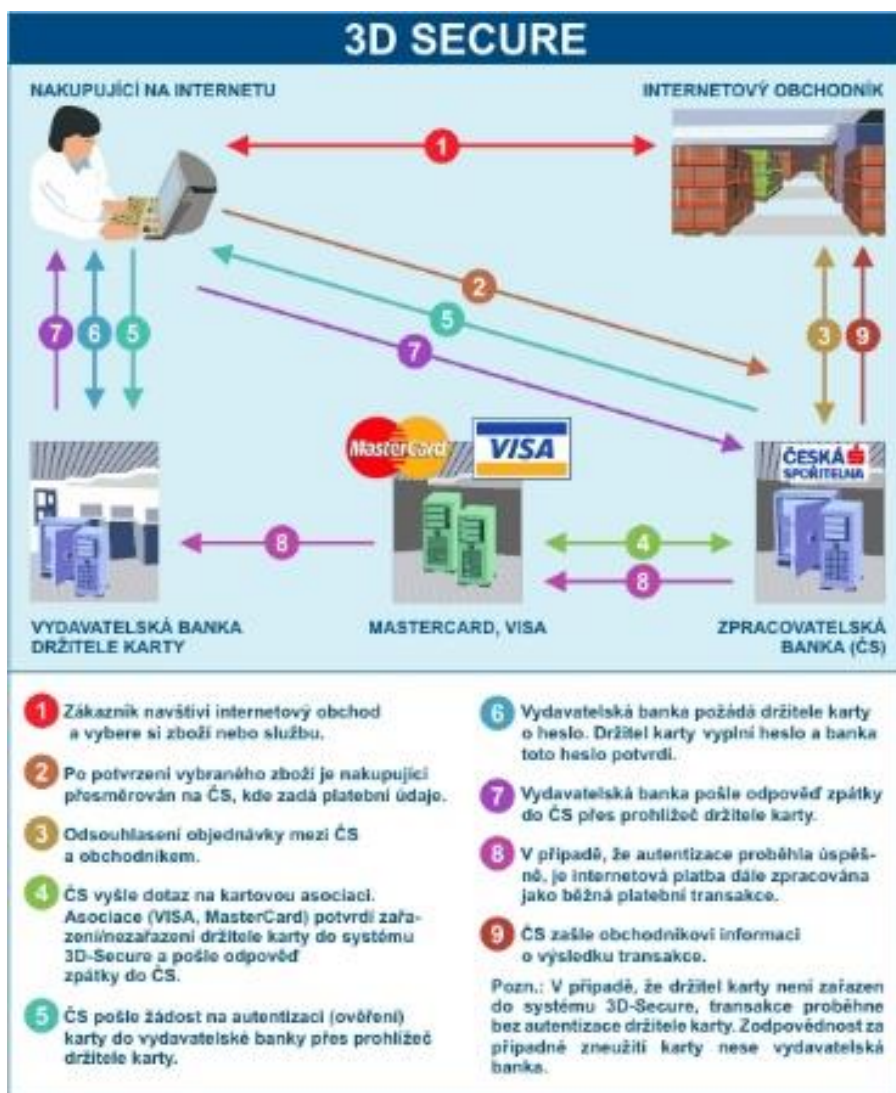 3D SECURE
NAKUPUJÍCÍ NA INTERNETU
INTERNETOVÝ OBCHODNÍK
1
2
5
7
7
6
5
3
9
MasterCard
VISA
ČESKÁ
SPOŘITELNA
8
4
8
VYDAVATELSKÁ BANKA
DRŽITELE KARTY
MASTERCARD, VISA
ZPRACOVATELSKÁ
BANKA (ČS)
1 Zákazník navštíví internetový obchod
a vybere si zboží nebo službu.
2 Po potvrzení vybraného zboží je nakupující
přesměrován na ČS, kde zadá platební údaje.
3 Odsouhlasení objednávky mezi ČS
a obchodníkem.
4 ČS vyšle dotaz na kartovou asociaci.
Asociace (VISA, MasterCard) potvrdí zařa-
zení/nezařazení držitele karty do systému
3D-Secure a pošle odpověď
zpátky do ČS.
5 ČS pošle žádost na autentizaci (ověření)
karty do vydavatelské banky přes prohlížeč
držitele karty.
6 Vydavatelská banka požádá držitele karty
o heslo. Držitel karty vyplní heslo a banka
toto heslo potvrdí.
7 Vydavatelská banka pošle odpověď zpátky
do ČS přes prohlížeč držitele karty.
8 V případě, že autentizace proběhla úspěš-
ně, je internetová platba dále zpracována
jako běžná platební transakce.
9 ČS zašle obchodníkovi informaci
o výsledku transakce.
Pozn.: V případě, že držitel karty není zařazen
do systému 3D-Secure, transakce proběhne
bez autentizace držitele karty. Zodpovědnost za
případné zneužití karty nese vydavatelská
banka.